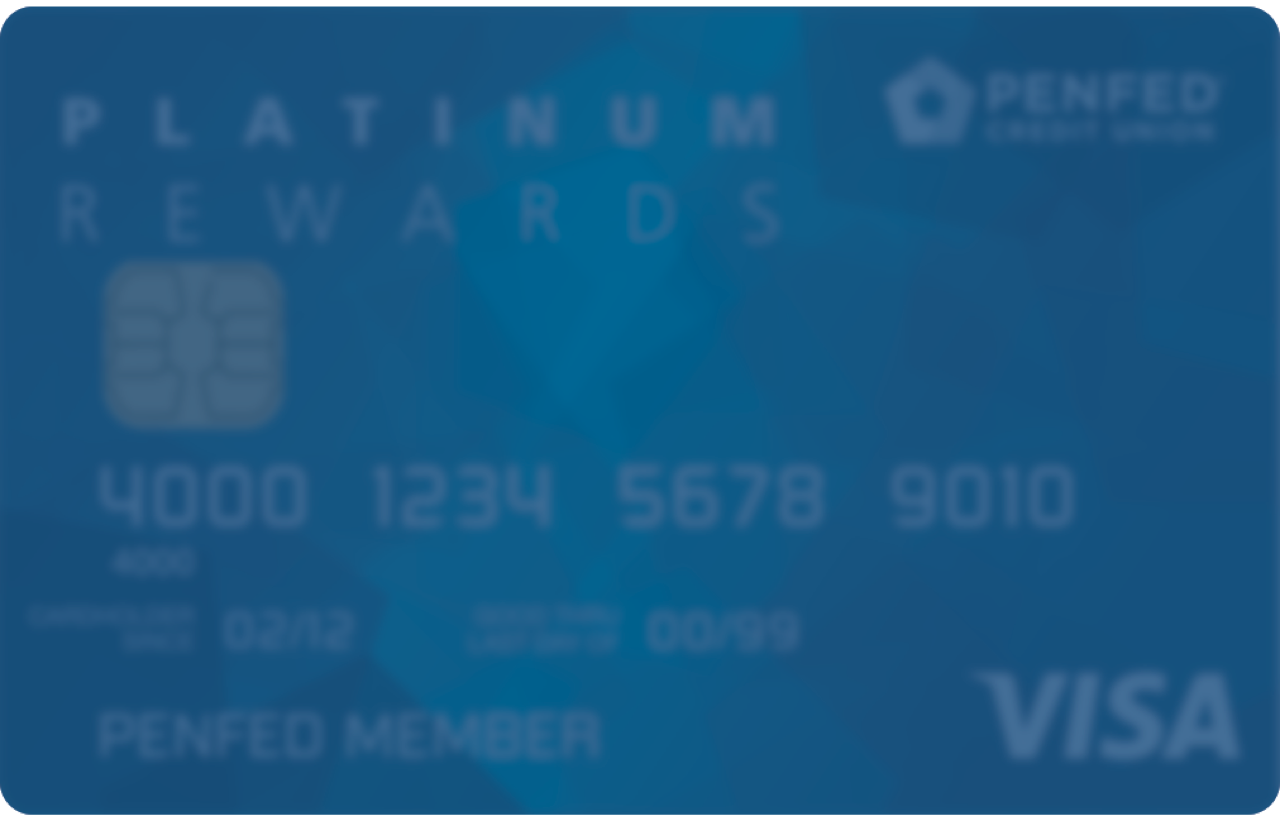 PLATINUM
REWARDS
PENFED
CREDIT UNION
4000 1234 5678 9010
4000
CARDHOLDER
SINCE
02/12
GOOD THRU
LAST DAY OF
00/99
PENFED MEMBER
VISA